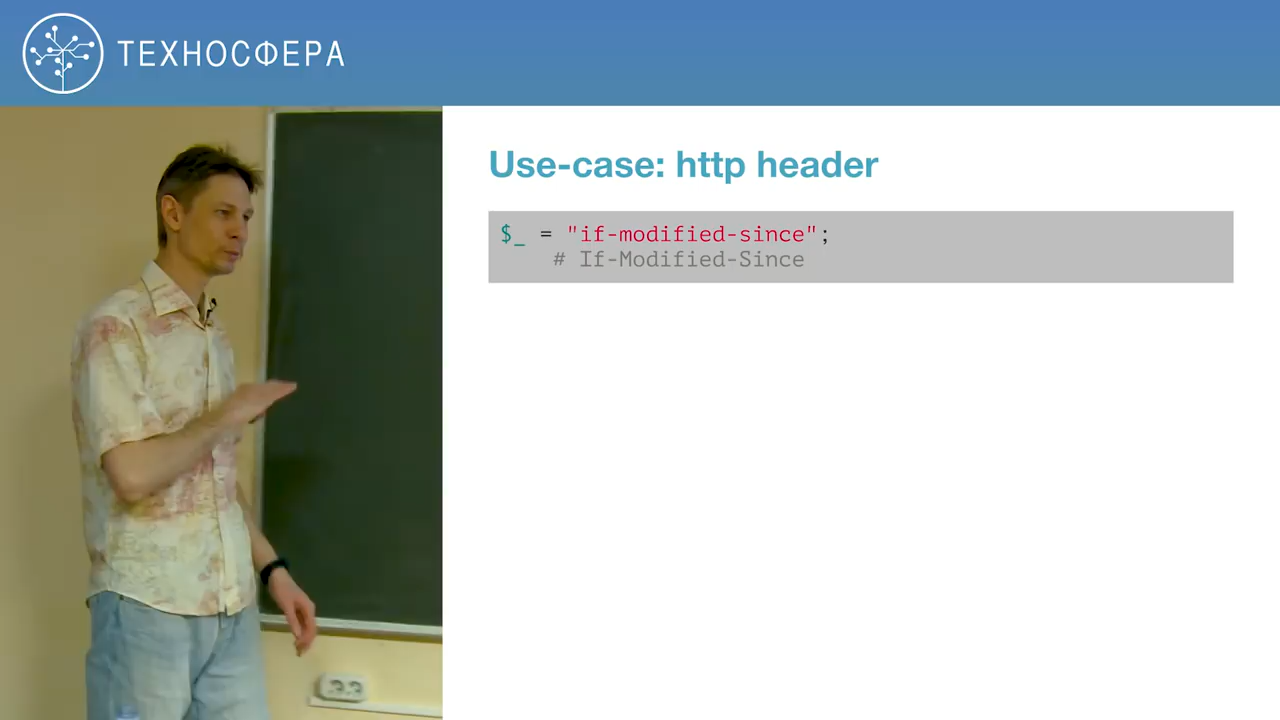 ТЕХНОСФЕРА
Use-case: http header
$_ = "if-modified-since";
# If-Modified-Since